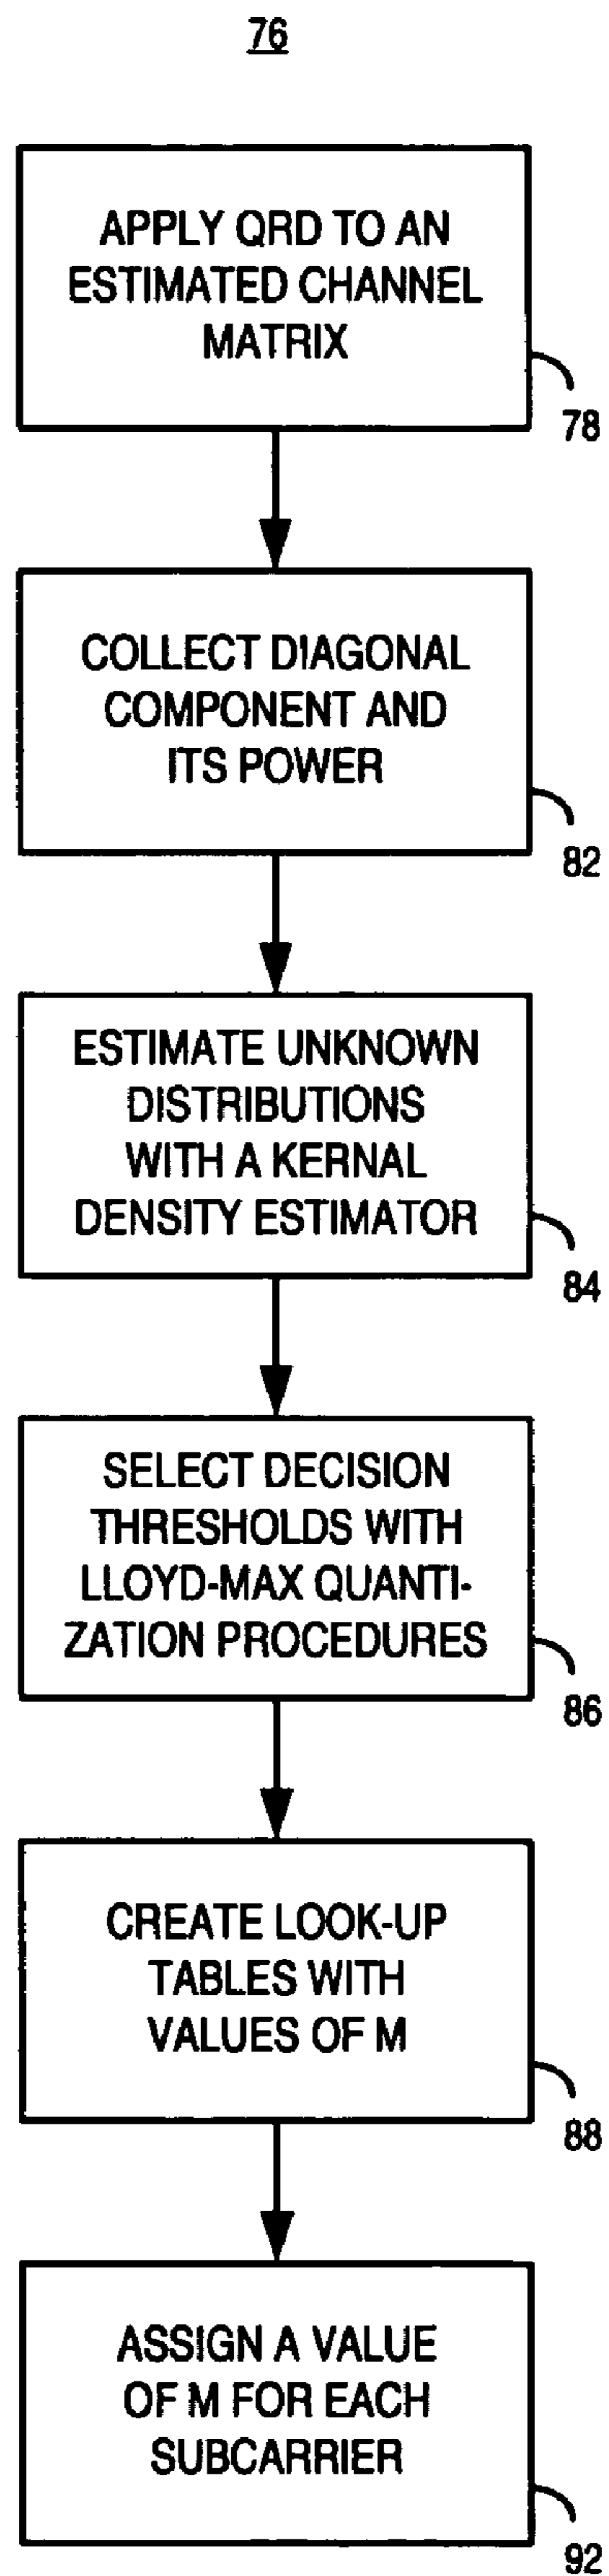 76
APPLY QRD TO AN
ESTIMATED CHANNEL
MATRIX
78
COLLECT DIAGONAL
COMPONENT AND
ITS POWER
82
ESTIMATE UNKNOWN
DISTRIBUTIONS
WITH A KERNAL
DENSITY ESTIMATOR
84
SELECT DECISION
THRESHOLDS WITH
LLOYD-MAX QUANTI-
ZATION PROCEDURES
86
CREATE LOOK-UP
TABLES WITH
VALUES OF M
88
ASSIGN A VALUE
OF M FOR EACH
SUBCARRIER
92